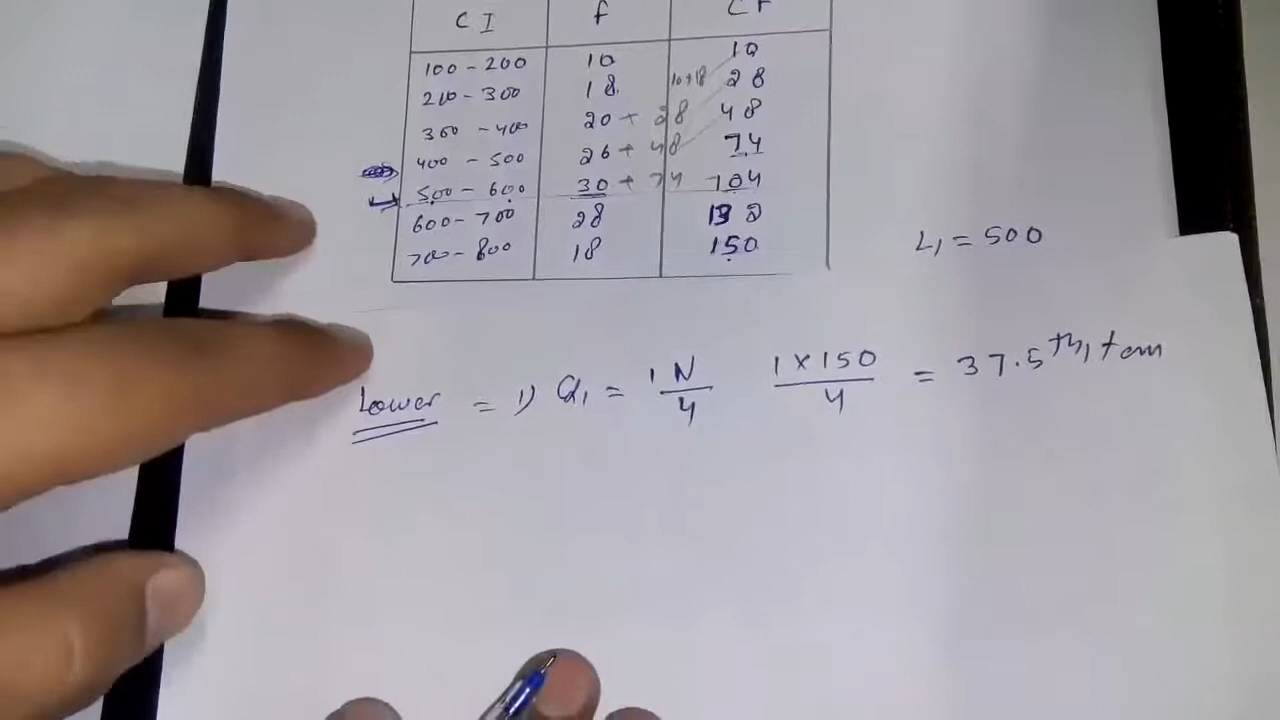 CI f CF
100 - 200 10 10
200 - 300 18 10+18 28
300 - 400 20 + 28 48
400 - 500 26 + 48 74
500 - 600 30 + 74 104
600 - 700 28 132
700 - 800 18 150
L1 = 500
Lower = 1) Q1 = 1N/4 1 X 150/4 = 37.5th item